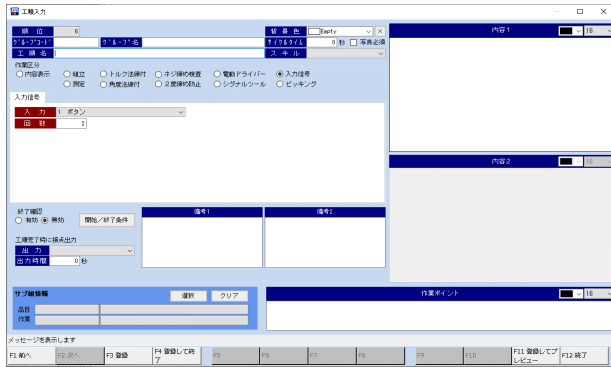 工順入力
順 位 6 背 景 色 Empty 内容1 16
ｸﾞﾙｰﾌﾟｺｰﾄﾞ ｸﾞﾙｰﾌﾟ名 ｻｲｸﾙﾀｲﾑ 0 秒 写真必須
工 順 名 ス キ ル
作業区分
内容表示 組立 トルク法締付 ネジ締め検査 電動ドライバー 入力信号
測定 角度法締付 2度締め防止 シグナルツール ピッキング
入力信号
入 力 1 ボタン
回 数 2
内容2 16
終了確認 備考1 備考2
有効 無効 開始／終了条件
工順完了時に接点出力
出 力
出力時間 0 秒
サブ組情報 選択 クリア 作業ポイント 16
品目
作業
メッセージを表示します
F1 前へ F2 次へ F3 登録 F4 登録して終了 F5 F6 F7 F8 F9 F10 F11 登録してプレビュー F12 終了